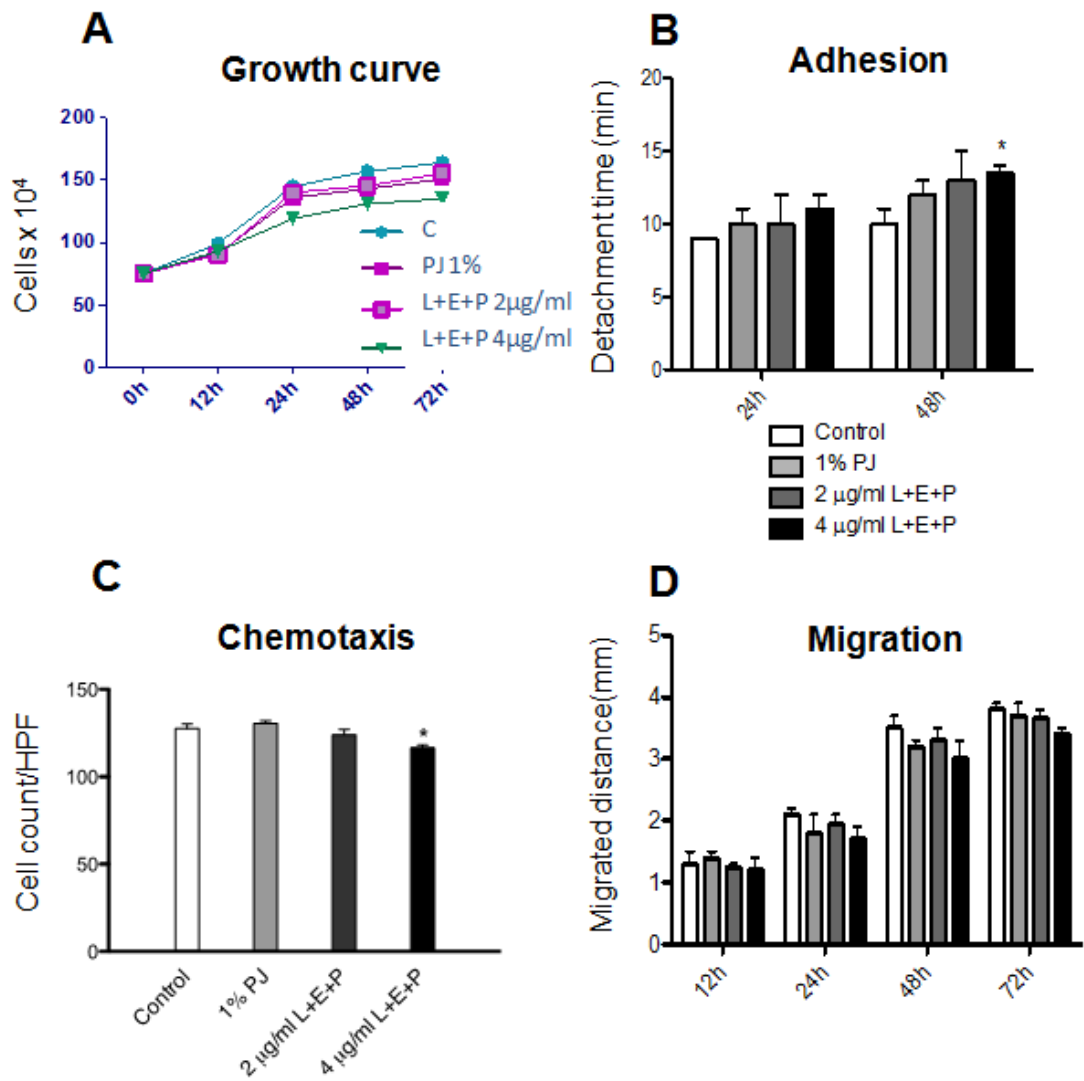 A
Growth curve
Cells x 10⁴
200
150
100
50
0
0h
12h
24h
48h
72h
C
PJ 1%
L+E+P 2µg/ml
L+E+P 4µg/ml
B
Adhesion
Detachment time (min)
20
15
10
5
0
*
24h
48h
Control
1% PJ
2 µg/ml L+E+P
4 µg/ml L+E+P
C
Chemotaxis
Cell count/HPF
150
100
50
0
*
Control
1% PJ
2 µg/ml L+E+P
4 µg/ml L+E+P
D
Migration
Migrated distance(mm)
5
4
3
2
1
0
12h
24h
48h
72h